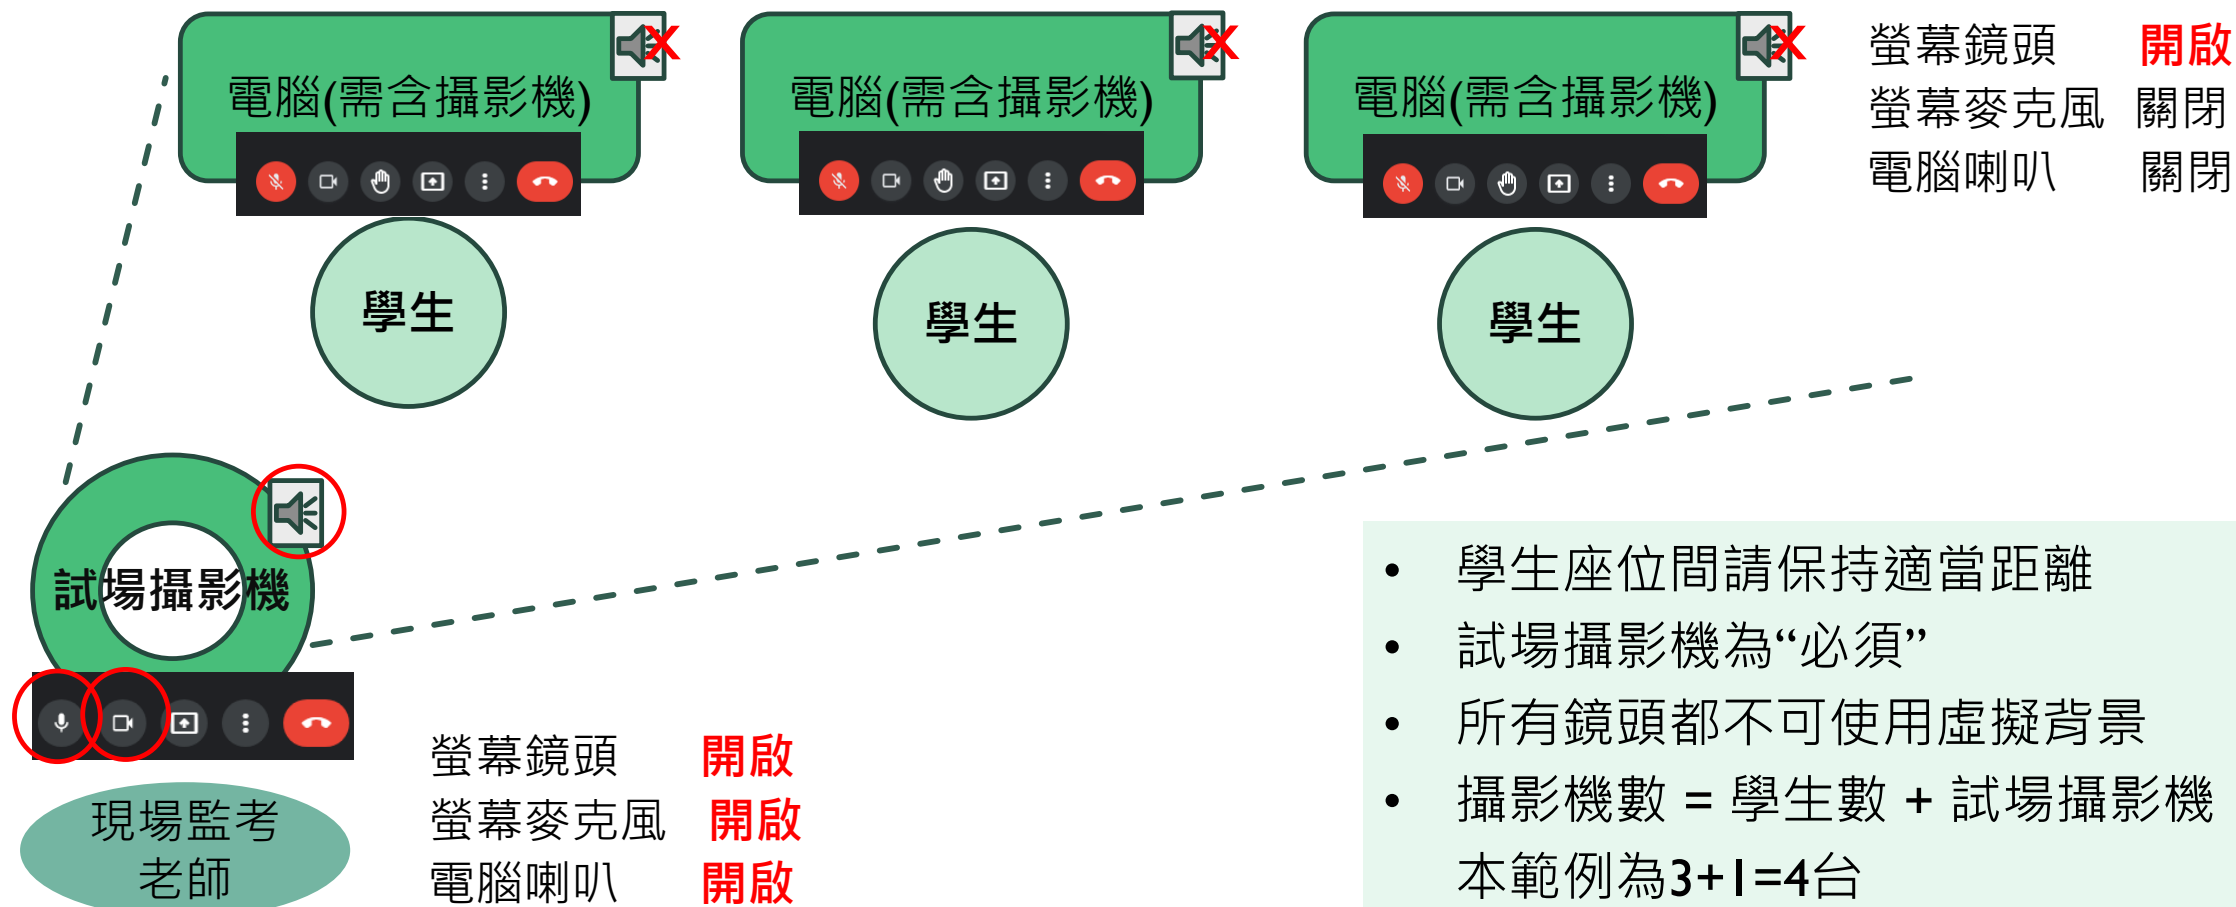 電腦(需含攝影機)
電腦(需含攝影機)
電腦(需含攝影機)
X
X
X
螢幕鏡頭 開啟
螢幕麥克風 關閉
電腦喇叭 關閉
學生
學生
學生
試場攝影機
現場監考
老師
螢幕鏡頭 開啟
螢幕麥克風 開啟
電腦喇叭 開啟
• 學生座位間請保持適當距離
• 試場攝影機為“必須”
• 所有鏡頭都不可使用虛擬背景
• 攝影機數 = 學生數 + 試場攝影機
本範例為3+1=4台